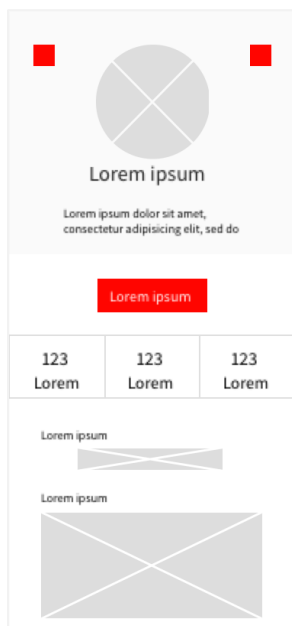 Lorem ipsum
Lorem ipsum dolor sit amet,
consectetur adipisicing elit, sed do
Lorem ipsum
123 123 123
Lorem Lorem Lorem
Lorem ipsum
Lorem ipsum